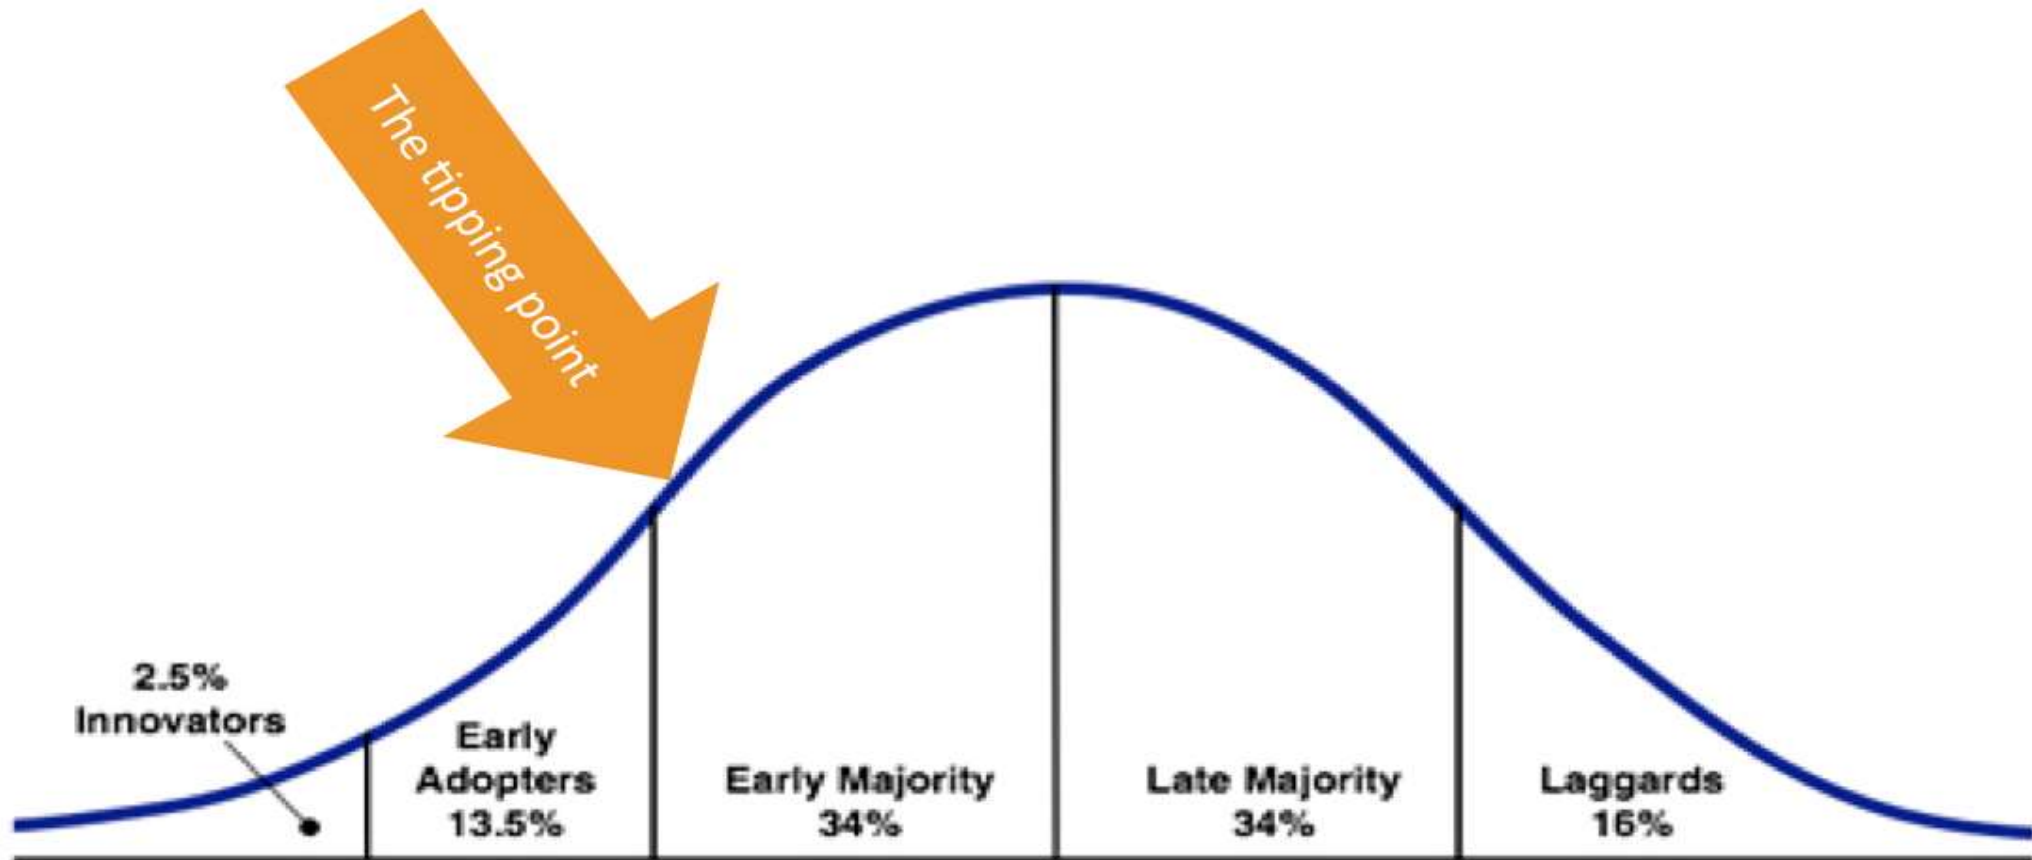 The tipping point
2.5%
Innovators
Early
Adopters
13.5%
Early Majority
34%
Late Majority
34%
Laggards
16%